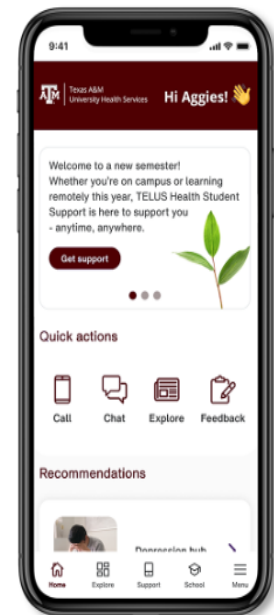 9:41
ĀM
Texas A&M
University Health Services
Hi Aggies!
Welcome to a new semester!
Whether you're on campus or learning
remotely this year, TELUS Health Student
Support is here to support you
- anytime, anywhere.
Get support
Quick actions
Call Chat Explore Feedback
Recommendations
Depression hub
Home Explore Support School Menu